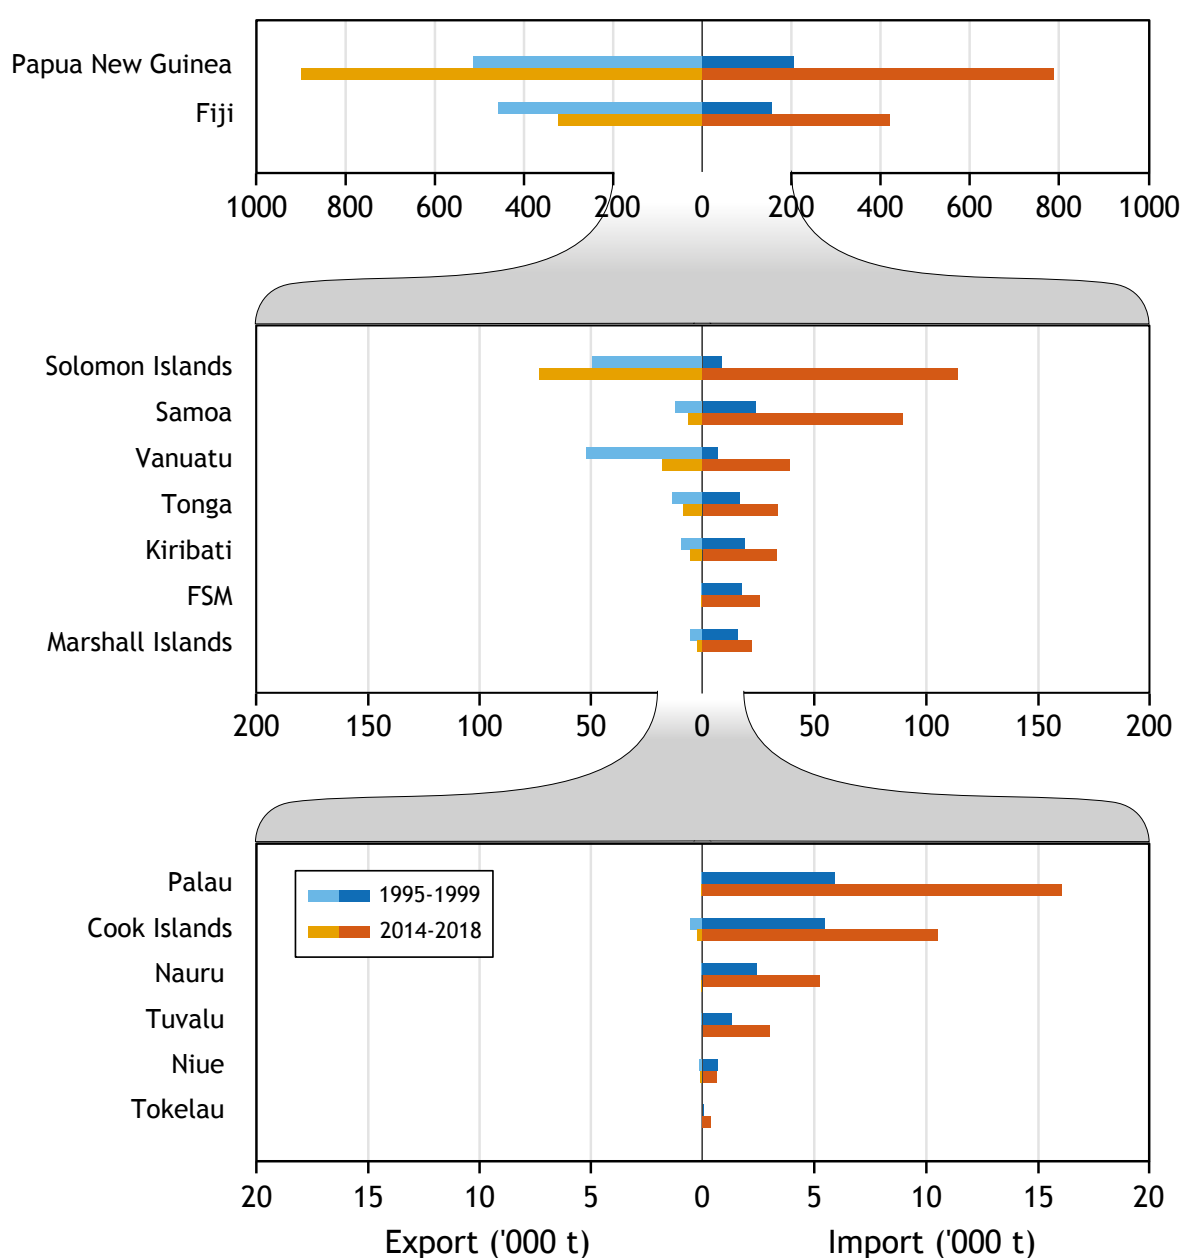 Papua New Guinea
Fiji
1000 800 600 400 200 0 200 400 600 800 1000
Solomon Islands
Samoa
Vanuatu
Tonga
Kiribati
FSM
Marshall Islands
200 150 100 50 0 50 100 150 200
Palau
1995-1999
Cook Islands
2014-2018
Nauru
Tuvalu
Niue
Tokelau
20 15 10 5 0 5 10 15 20
Export ('000 t) Import ('000 t)